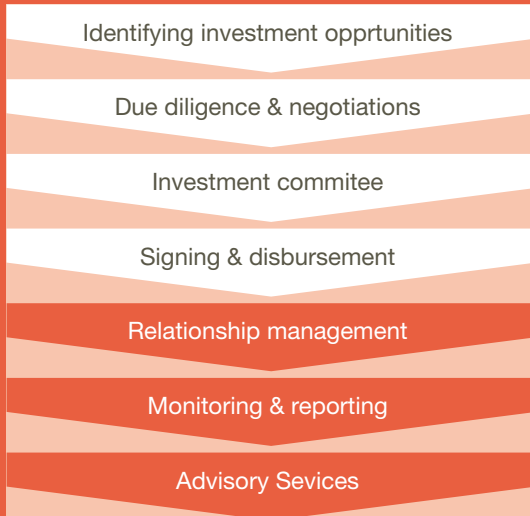 Identifying investment opprtunities
Due diligence & negotiations
Investment commitee
Signing & disbursement
Relationship management
Monitoring & reporting
Advisory Sevices